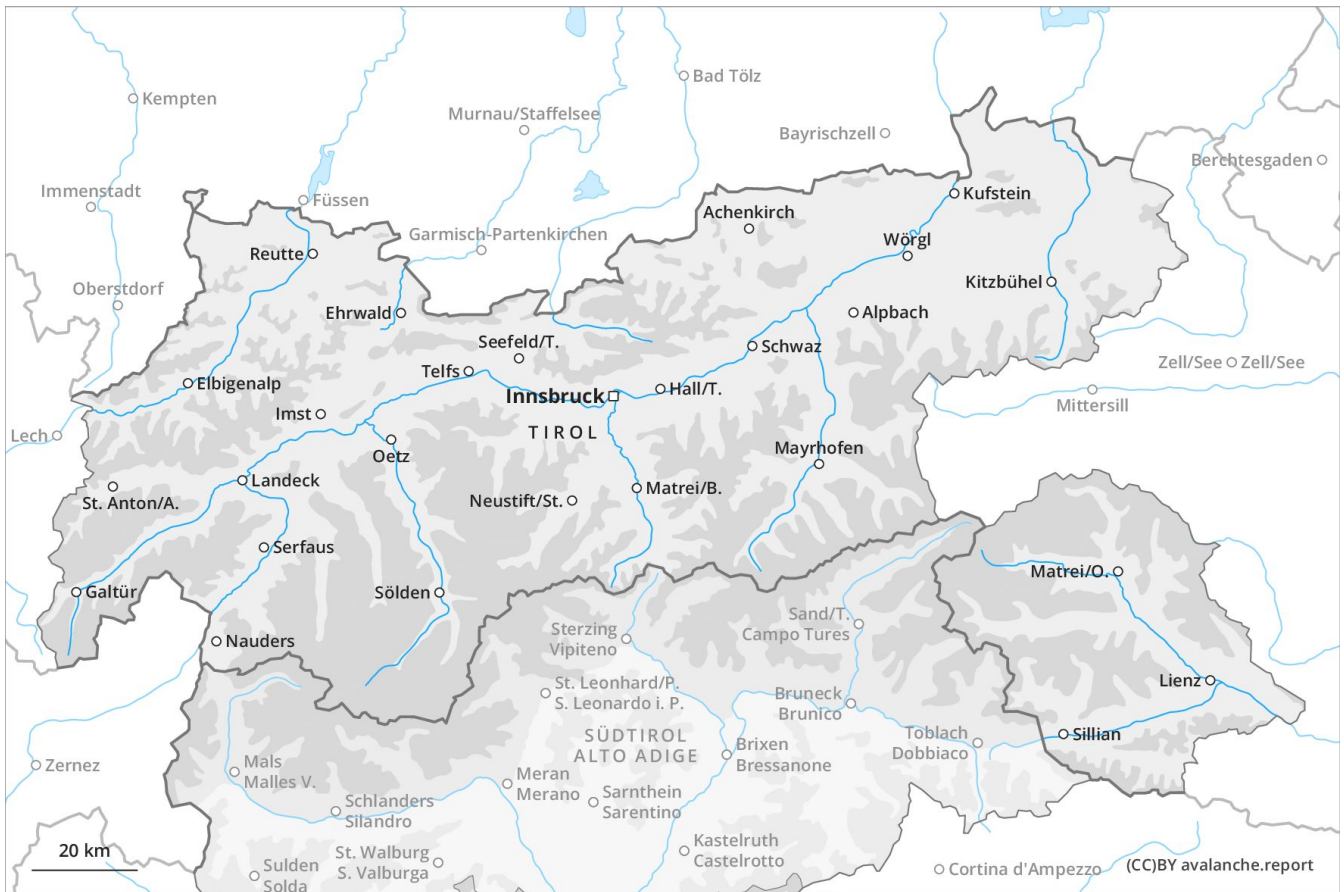 Kempten
Bad Tölz
Murnau/Staffelsee
Bayrischzell
Berchtesgaden
Immenstadt
Füssen
Kufstein
Achenkirch
Garmisch-Partenkirchen
Wörgl
Reutte
Oberstdorf
Kitzbühel
Ehrwald
Alpbach
Seefeld/T.
Schwaz
Zell/See
Zell/See
Telfs
Elbigenalp
Hall/T.
Innsbruck
Mittersill
Imst
Lech
TIROL
Oetz
Mayrhofen
Landeck
St. Anton/A.
Neustift/St.
Matrei/B.
Serfaus
Matrei/O.
Galtür
Sölden
Sand/T.
Campo Tures
Sterzing
Vipiteno
Nauders
Lienz
St. Leonhard/P.
S. Leonardo i. P.
Bruneck
Brunico
SÜDTIROL
ALTO ADIGE
Toblach
Dobbiaco
Sillian
Brixen
Bressanone
Zernez
Mals
Malles V.
Meran
Merano
Sarnthein
Sarentino
Schlanders
Silandro
Kastelruth
Castelrotto
20 km
St. Walburg
S. Valburga
Sulden
Solda
Cortina d'Ampezzo
(CC)BY avalanche.report